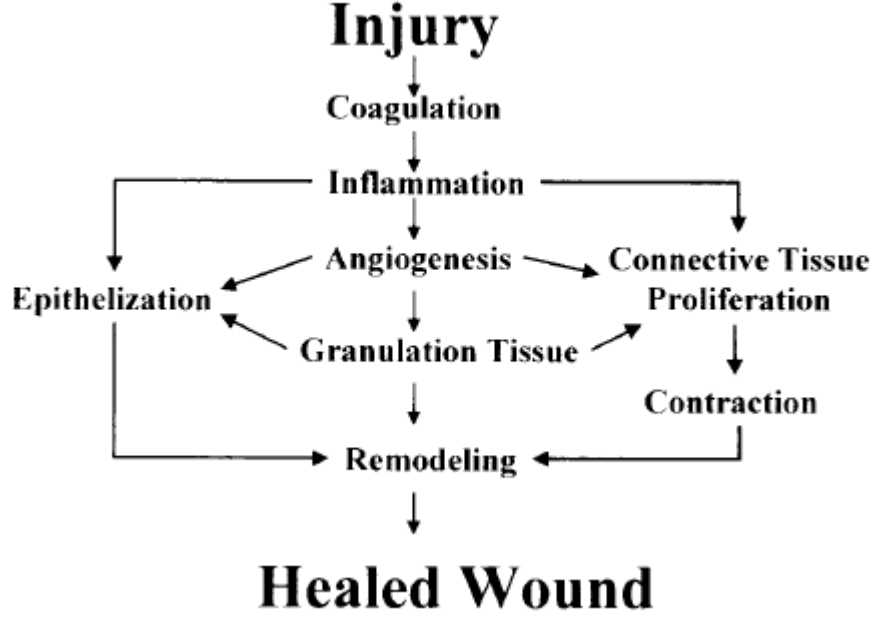 Injury
Coagulation
Inflammation
Angiogenesis
Connective Tissue
Proliferation
Epithelization
Granulation Tissue
Contraction
Remodeling
Healed Wound